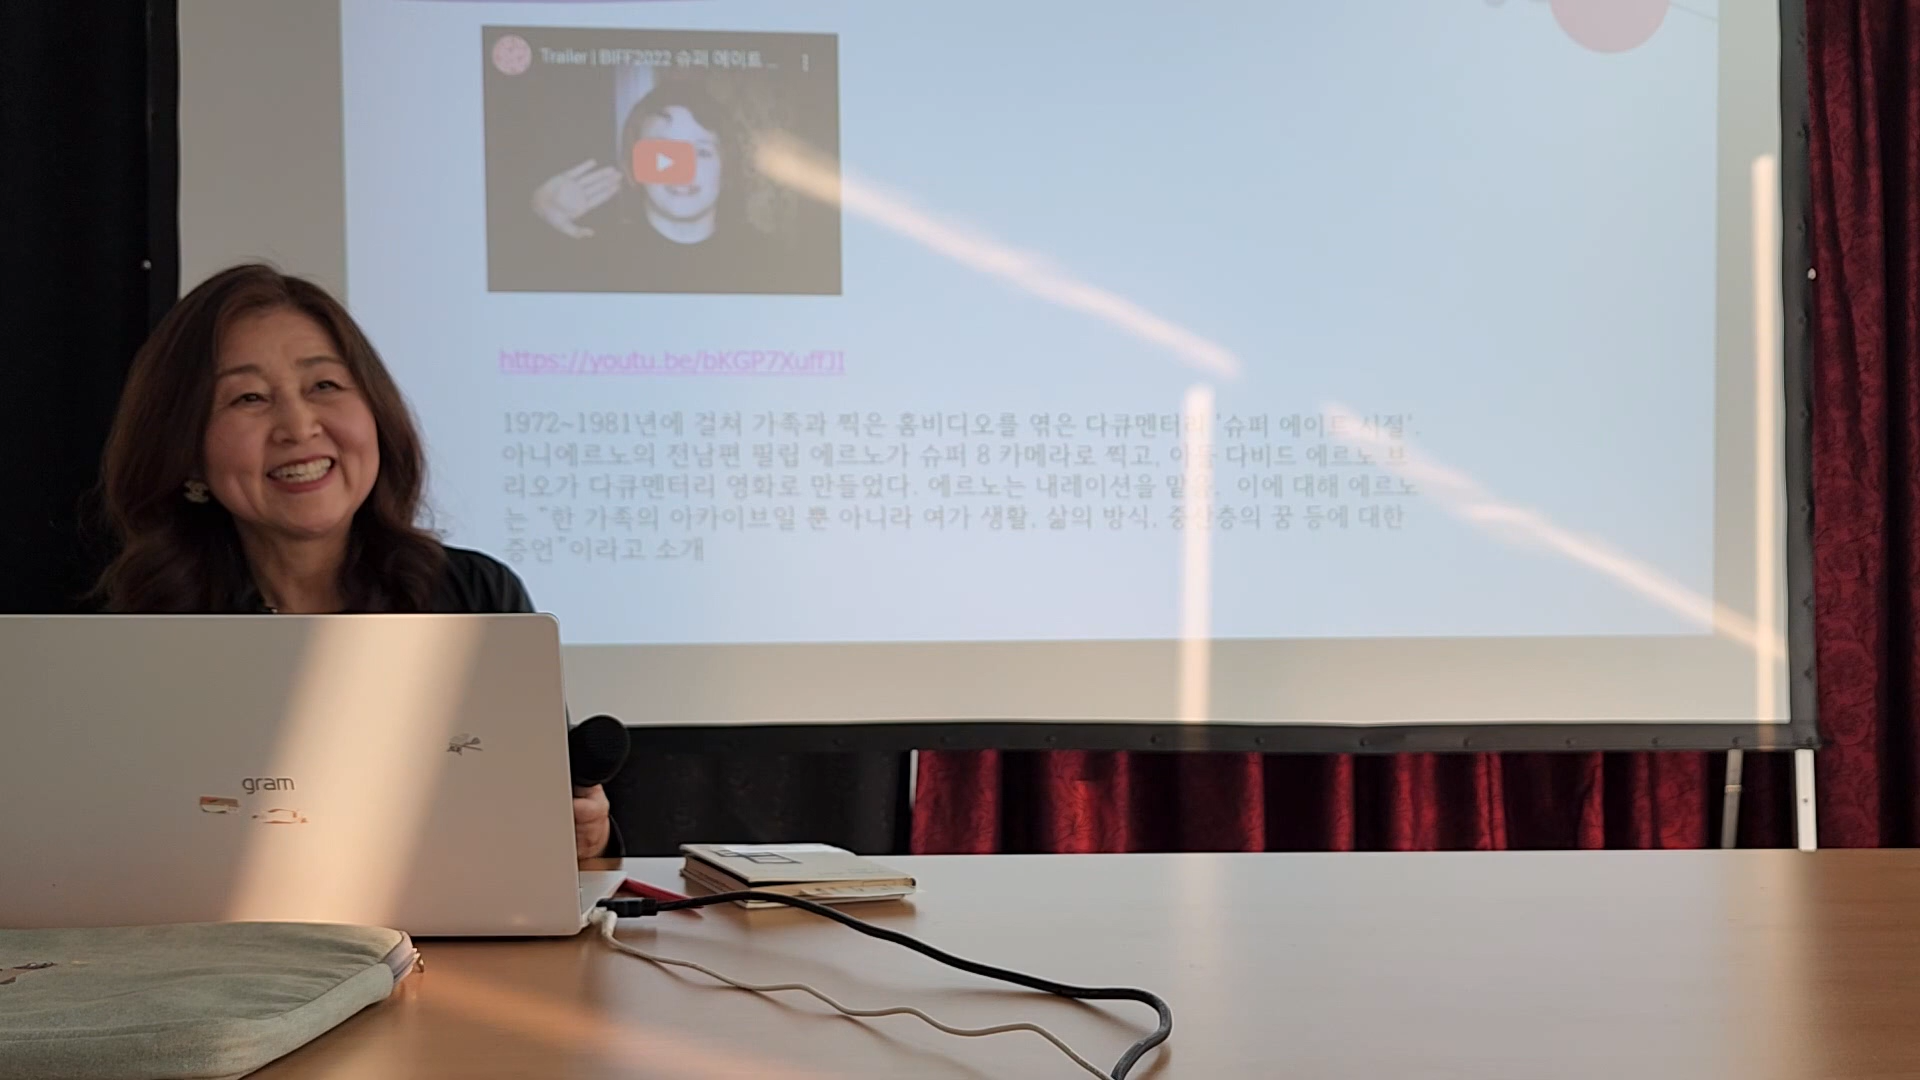 Trailer | BIFF2022 슈퍼 에이트 ...
https://youtu.be/bKGP7XuffJI
1972~1981년에 걸쳐 가족과 찍은 홈비디오를 엮은 다큐멘터리 '슈퍼 에이트 시절'.
아니에르노의 전남편 필립 에르노가 슈퍼 8 카메라로 찍고, 아들 다비드 에르노 브
리오가 다큐멘터리 영화로 만들었다. 에르노는 내레이션을 맡음. 이에 대해 에르노
는 "한 가족의 아카이브일 뿐 아니라 여가 생활, 삶의 방식, 중산층의 꿈 등에 대한
증언"이라고 소개
gram